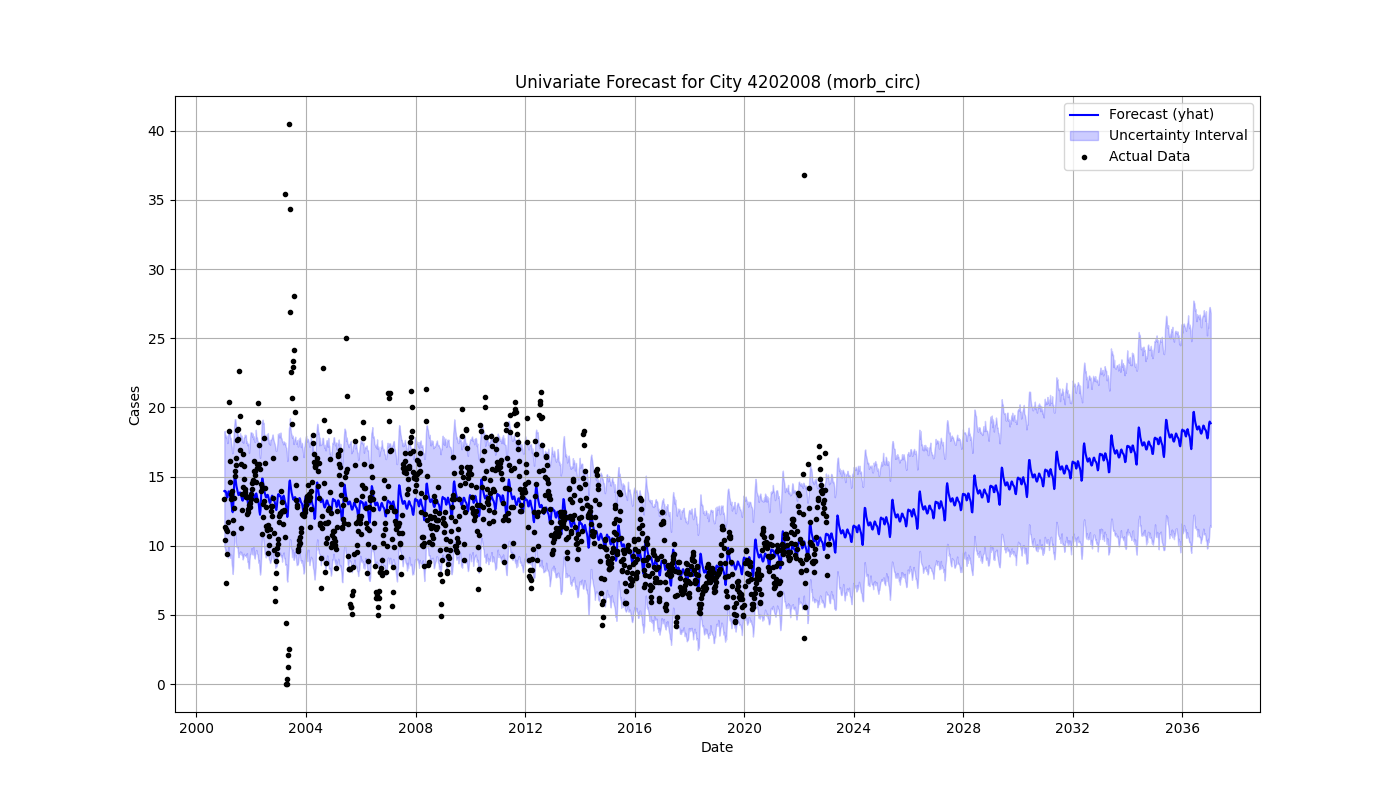 Univariate Forecast for City 4202008 (morb_circ)
Forecast (yhat)
Uncertainty Interval
Actual Data
Cases
40
35
30
25
20
15
10
5
0
2000 2004 2008 2012 2016 2020 2024 2028 2032 2036
Date